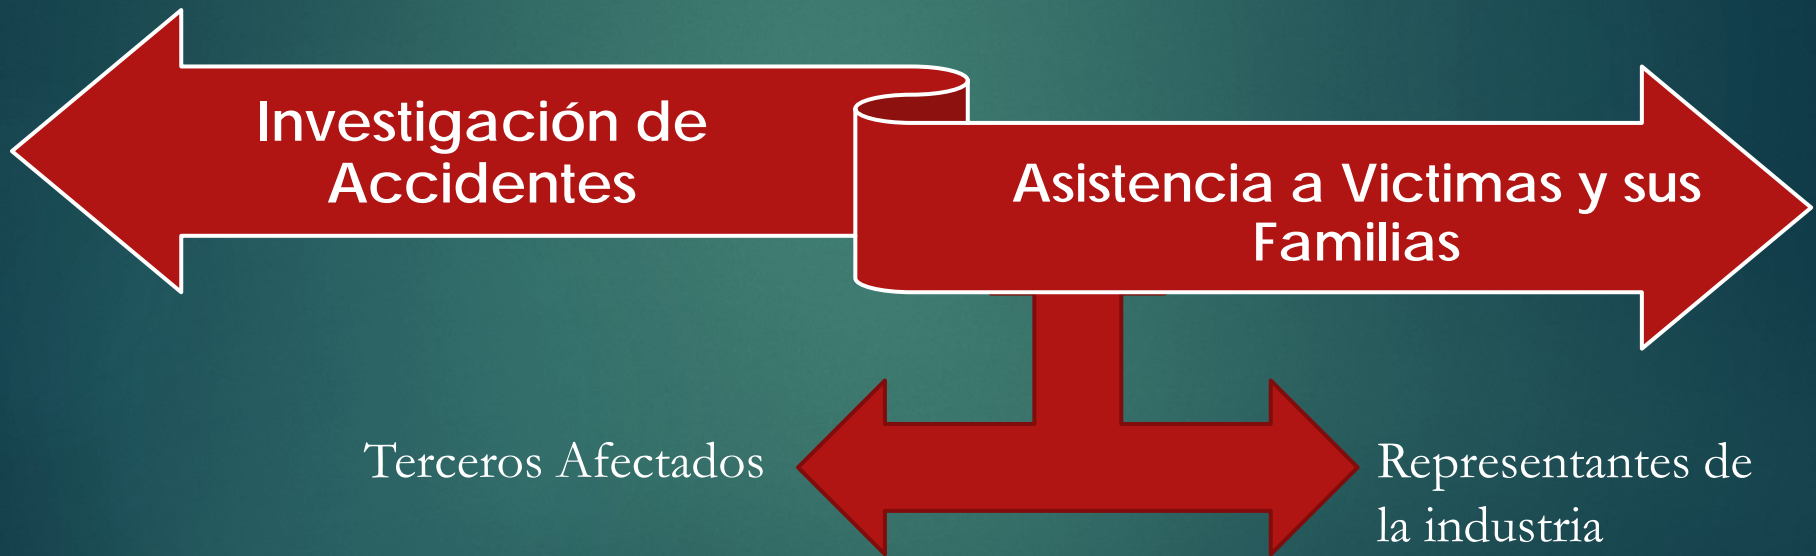 Investigación de
Accidentes
Asistencia a Victimas y sus
Familias
Terceros Afectados
Representantes de
la industria